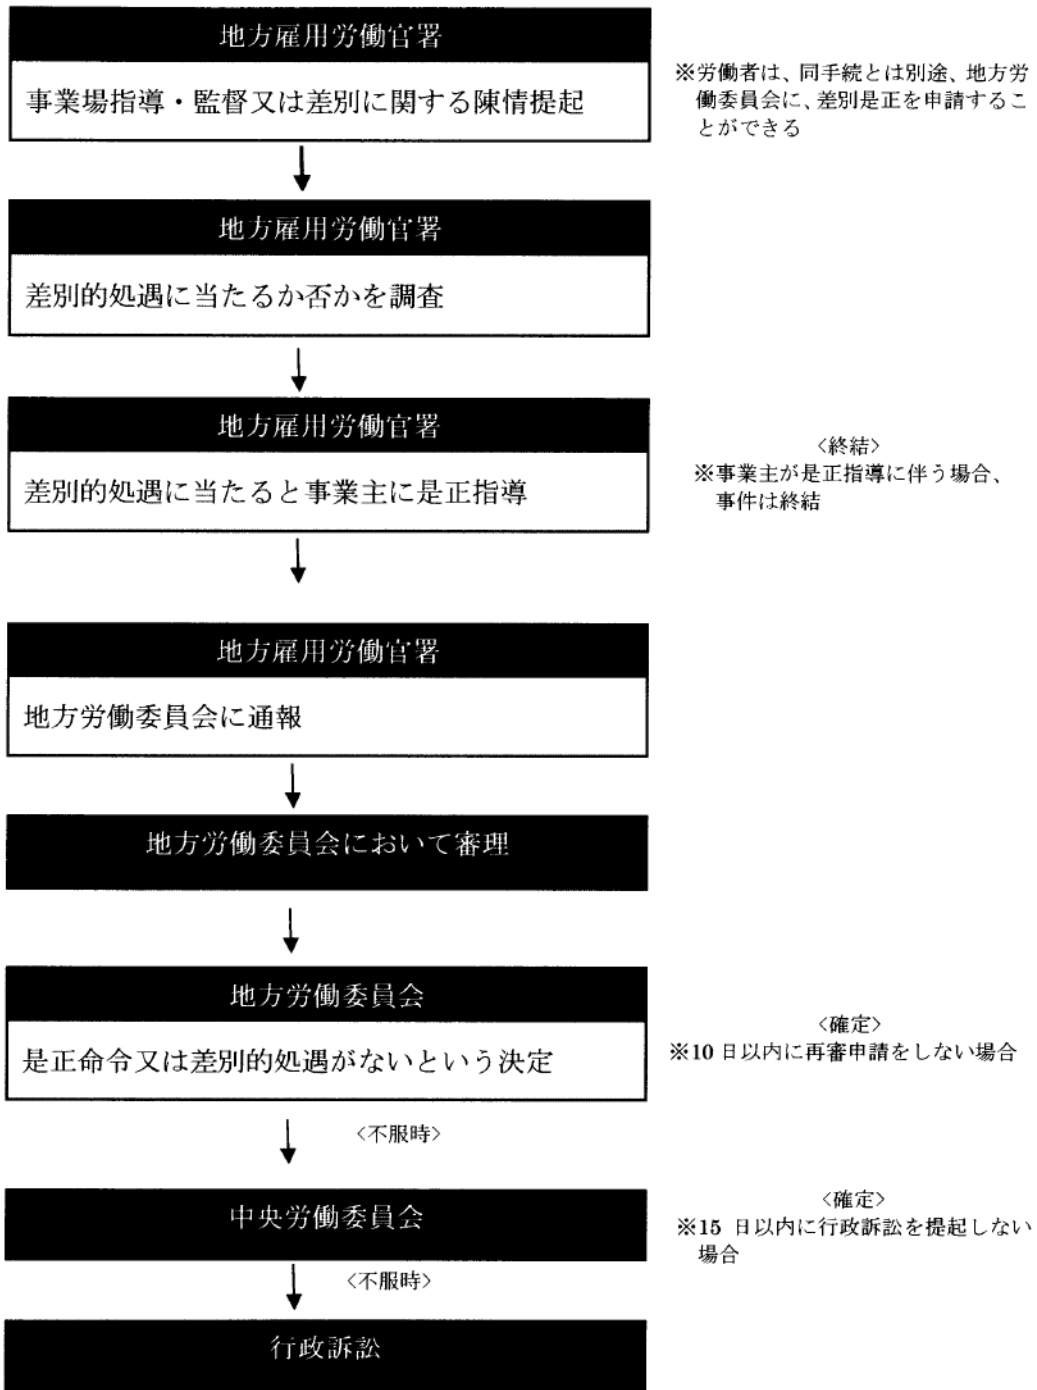 地方雇用労働官署
事業場指導・監督又は差別に関する陳情提起
※労働者は、同手続とは別途、地方労
働委員会に、差別是正を申請するこ
とができる
地方雇用労働官署
差別的処遇に当たるか否かを調査
地方雇用労働官署
差別的処遇に当たると事業主に是正指導
<終結>
※事業主が是正指導に伴う場合、
事件は終結
地方雇用労働官署
地方労働委員会に通報
地方労働委員会において審理
地方労働委員会
是正命令又は差別的処遇がないという決定
<確定>
※10 日以内に再審申請をしない場合
<不服時>
中央労働委員会
<確定>
※15 日以内に行政訴訟を提起しない
場合
<不服時>
行政訴訟